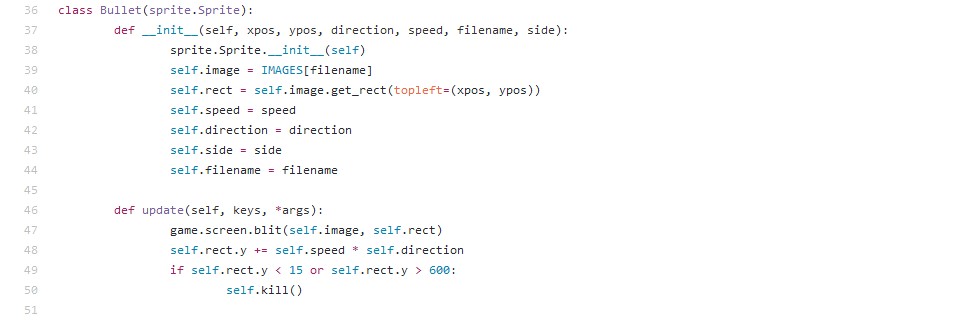 36 class Bullet(sprite.Sprite):
37         def __init__(self, xpos, ypos, direction, speed, filename, side):
38                 sprite.Sprite.__init__(self)
39                 self.image = IMAGES[filename]
40                 self.rect = self.image.get_rect(topleft=(xpos, ypos))
41                 self.speed = speed
42                 self.direction = direction
43                 self.side = side
44                 self.filename = filename
45
46         def update(self, keys, *args):
47                 game.screen.blit(self.image, self.rect)
48                 self.rect.y += self.speed * self.direction
49                 if self.rect.y < 15 or self.rect.y > 600:
50                         self.kill()
51